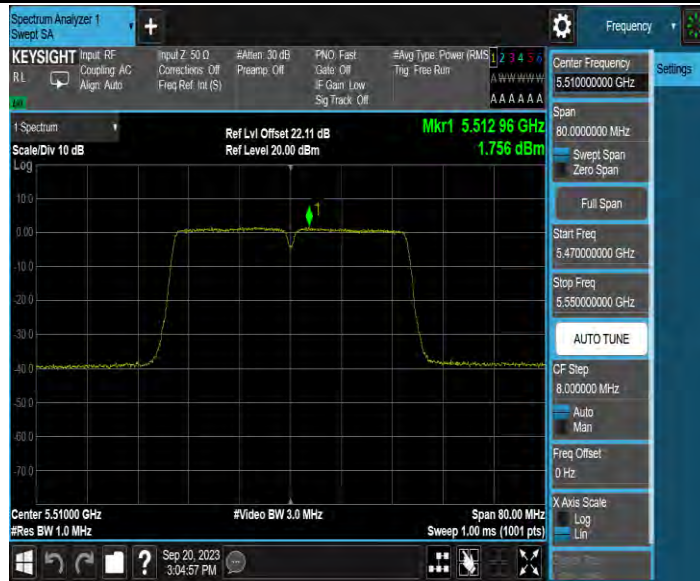 Spectrum Analyzer 1
Swept SA
Frequency
KEYSIGHT
RL
Input: RF
Coupling: AC
Align: Auto
Input Z: 50 Ω
Corrections: Off
Freq Ref: Int (S)
#Atten: 30 dB
Preamp: Off
PNO: Fast
Gate: Off
IF Gain: Low
Sig Track: Off
#Avg Type: Power (RMS
Trig: Free Run
1 2 3 4 5 6
A W W W W W
A A A A A A
1 Spectrum
Scale/Div 10 dB
Ref Lvl Offset 22.11 dB
Ref Level 20.00 dBm
Mkr1 5.512 96 GHz
1.756 dBm
Log
10.0
0.00
-10.0
-20.0
-30.0
-40.0
-50.0
-60.0
-70.0
1
Center 5.51000 GHz
#Res BW 1.0 MHz
#Video BW 3.0 MHz
Span 80.00 MHz
Sweep 1.00 ms (1001 pts)
Sep 20, 2023
3:04:57 PM
Center Frequency
5.510000000 GHz
Settings
Span
80.0000000 MHz
Swept Span
Zero Span
Full Span
Start Freq
5.470000000 GHz
Stop Freq
5.550000000 GHz
AUTO TUNE
CF Step
8.000000 MHz
Auto
Man
Freq Offset
0 Hz
X Axis Scale
Log
Lin